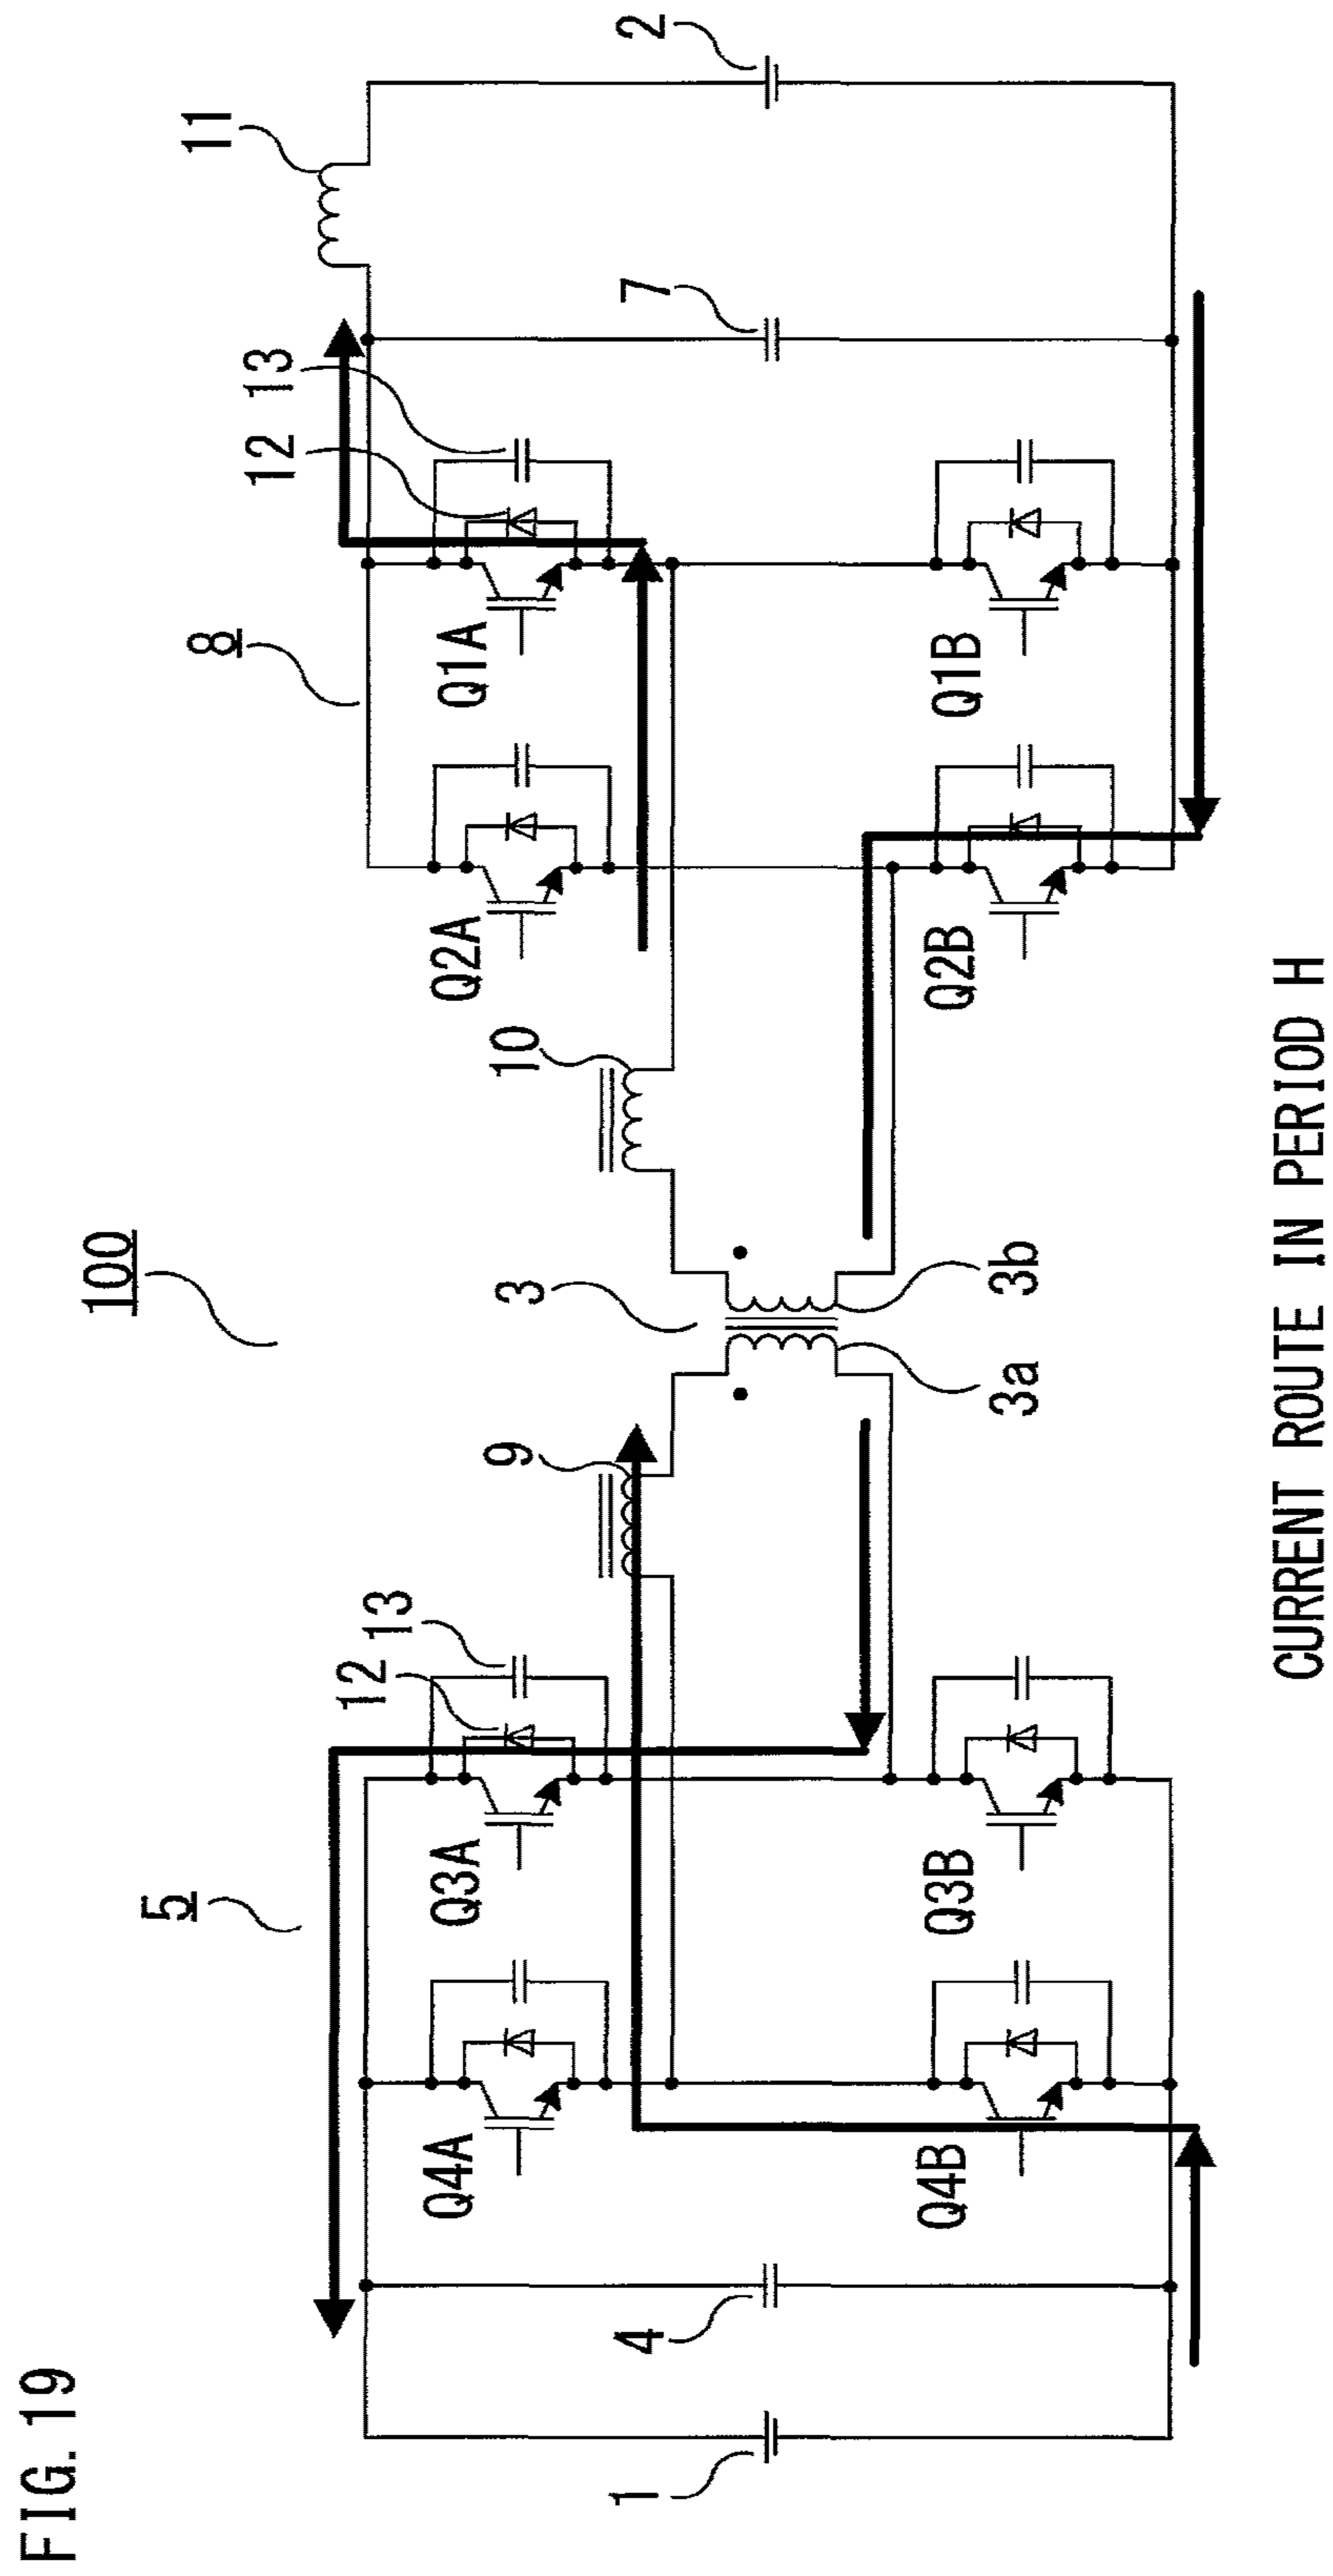 FIG. 19
100
5
8
11
12
13
12
13
9
3
10
Q4A
Q3A
Q2A
Q1A
1
4
7
2
3a
3b
Q4B
Q3B
Q2B
Q1B
CURRENT ROUTE IN PERIOD H